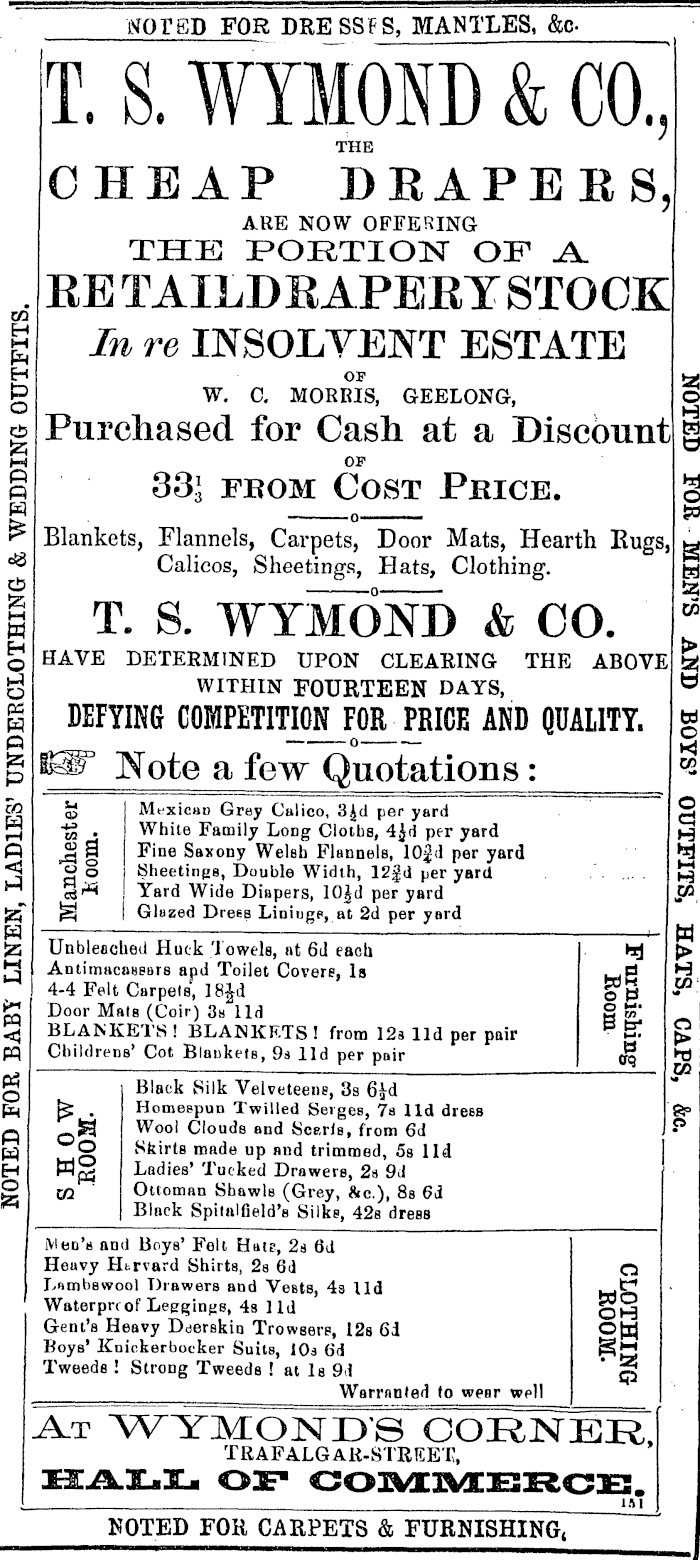 NOTED FOR DRESSES, MANTLES, &c.
T. S. WYMOND & CO.,
THE
CHEAP DRAPERS,
ARE NOW OFFERING
THE PORTION OF A
RETAIL DRAPERY STOCK
In re INSOLVENT ESTATE
OF
W. C. MORRIS, GEELONG,
Purchased for Cash at a Discount
OF
33⅓ FROM COST PRICE.
Blankets, Flannels, Carpets, Door Mats, Hearth Rugs,
Calicos, Sheetings, Hats, Clothing.
T. S. WYMOND & CO.
HAVE DETERMINED UPON CLEARING THE ABOVE
WITHIN FOURTEEN DAYS,
DEFYING COMPETITION FOR PRICE AND QUALITY.
☞ Note a few Quotations:
Manchester
Room.
Mexican Grey Calico, 3½d per yard
White Family Long Cloths, 4½d per yard
Fine Saxony Welsh Flannels, 10¾d per yard
Sheetings, Double Width, 12¾d per yard
Yard Wide Diapers, 10½d per yard
Glazed Dress Linings, at 2d per yard
Unbleached Huck Towels, at 6d each
Antimacassars and Toilet Covers, 1s
4-4 Felt Carpets, 18½d
Door Mats (Coir) 3s 11d
BLANKETS! BLANKETS! from 12s 11d per pair
Childrens' Cot Blankets, 9s 11d per pair
Furnishing
Room
SHOW
ROOM.
Black Silk Velveteens, 3s 6½d
Homespun Twilled Serges, 7s 11d dress
Wool Clouds and Scarfs, from 6d
Skirts made up and trimmed, 5s 11d
Ladies' Tucked Drawers, 2s 9d
Ottoman Shawls (Grey, &c.), 8s 6d
Black Spitalfield's Silks, 42s dress
Men's and Boys' Felt Hats, 2s 6d
Heavy Harvard Shirts, 2s 6d
Lambswool Drawers and Vests, 4s 11d
Waterproof Leggings, 4s 11d
Gent's Heavy Deerskin Trowsers, 12s 6d
Boys' Knickerbocker Suits, 10s 6d
Tweeds! Strong Tweeds! at 1s 9d
Warranted to wear well
CLOTHING
ROOM.
AT WYMOND'S CORNER,
TRAFALGAR-STREET,
HALL OF COMMERCE.
151
NOTED FOR CARPETS & FURNISHING.
NOTED FOR BABY LINEN, LADIES' UNDERCLOTHING & WEDDING OUTFITS.
NOTED FOR MEN'S AND BOYS' OUTFITS, HATS, CAPS, &c.